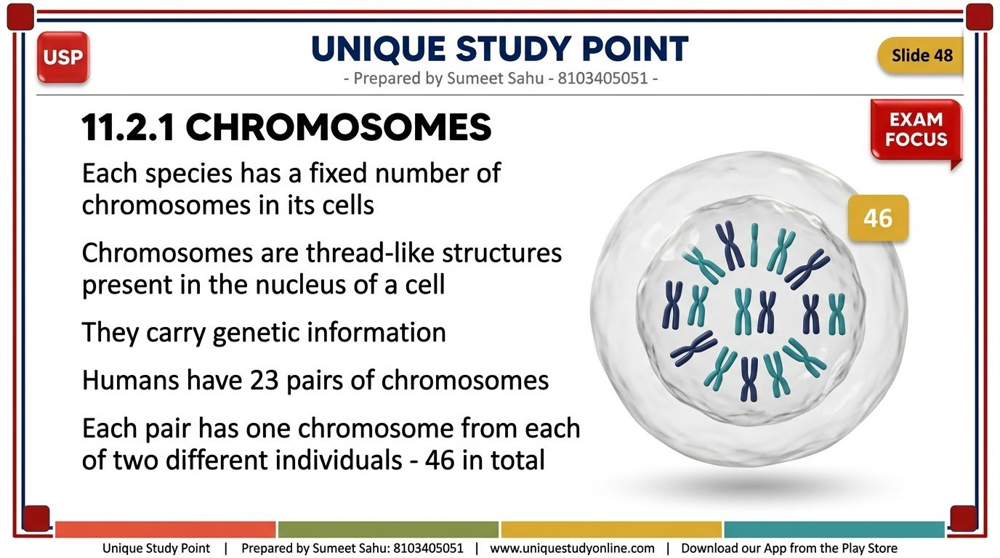 USP
UNIQUE STUDY POINT
- Prepared by Sumeet Sahu - 8103405051 -
Slide 48
EXAM
FOCUS
11.2.1 CHROMOSOMES
Each species has a fixed number of
chromosomes in its cells
Chromosomes are thread-like structures
present in the nucleus of a cell
They carry genetic information
Humans have 23 pairs of chromosomes
Each pair has one chromosome from each
of two different individuals - 46 in total
46
Unique Study Point | Prepared by Sumeet Sahu: 8103405051 | www.uniquestudyonline.com | Download our App from the Play Store